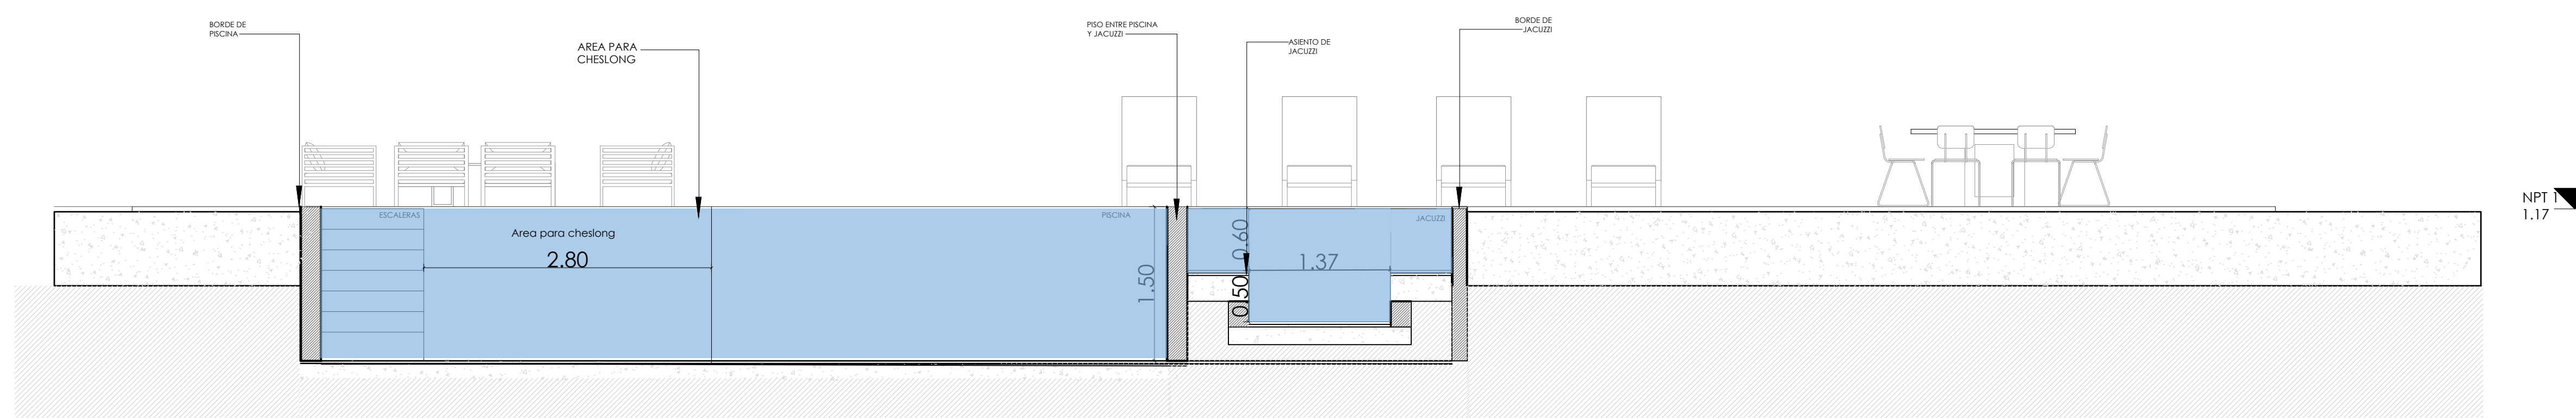 BORDE DE
PISCINA
AREA PARA
CHESLONG
PISO ENTRE PISCINA
Y JACUZZI
ASIENTO DE
JACUZZI
BORDE DE
JACUZZI
NPT 1
1.17
ESCALERAS
PISCINA
JACUZZI
Area para cheslong
2.80
1.50
0.60
1.37
0.50